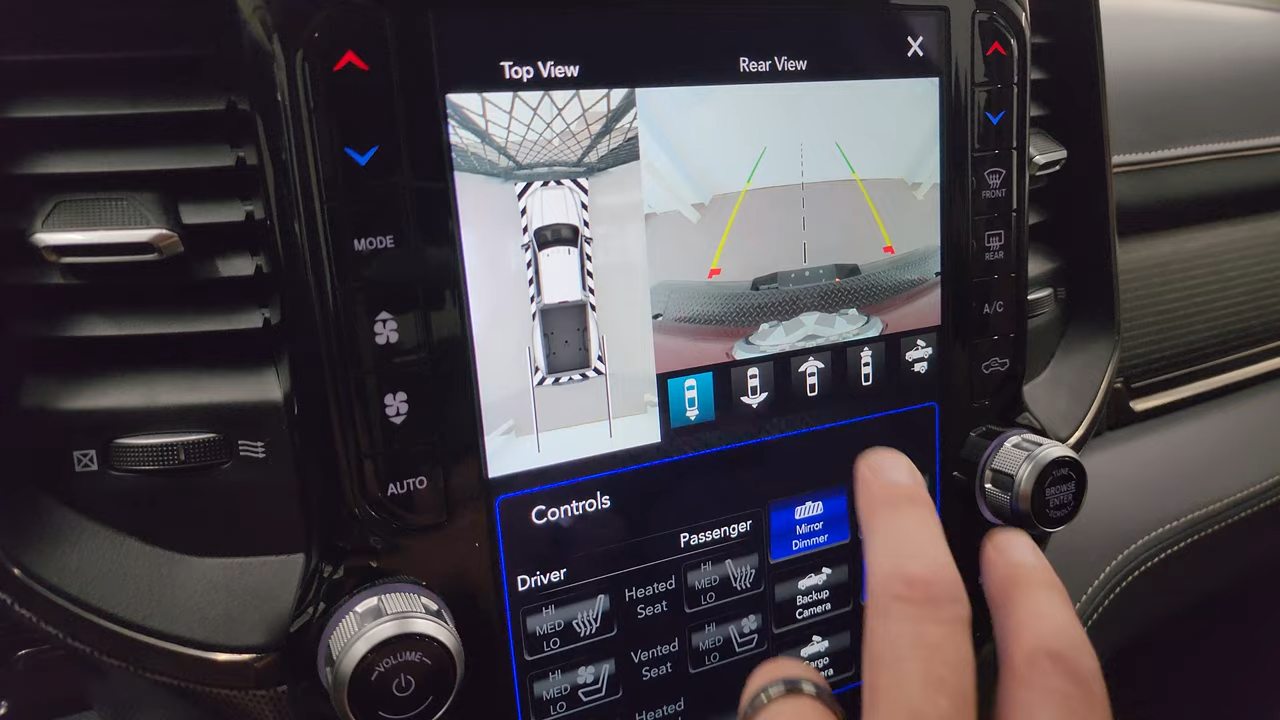 Top View
Rear View
X
MODE
AUTO
VOLUME
FRONT
REAR
A/C
TUNE
BROWSE
ENTER
SCROLL
Controls
Driver
Passenger
HI
MED
LO
Heated
Seat
HI
MED
LO
Mirror
Dimmer
HI
MED
LO
Vented
Seat
HI
MED
LO
Backup
Camera
Heated